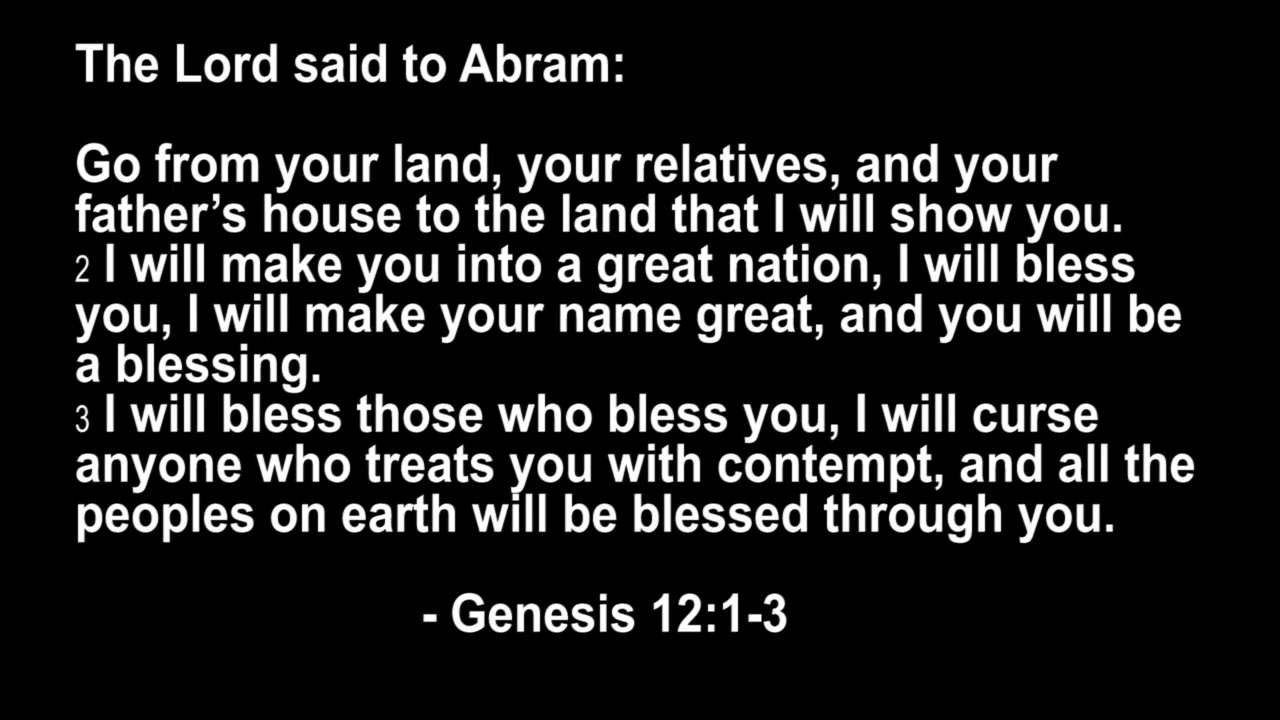 The Lord said to Abram:
Go from your land, your relatives, and your
father’s house to the land that I will show you.
2 I will make you into a great nation, I will bless
you, I will make your name great, and you will be
a blessing.
3 I will bless those who bless you, I will curse
anyone who treats you with contempt, and all the
peoples on earth will be blessed through you.
- Genesis 12:1-3